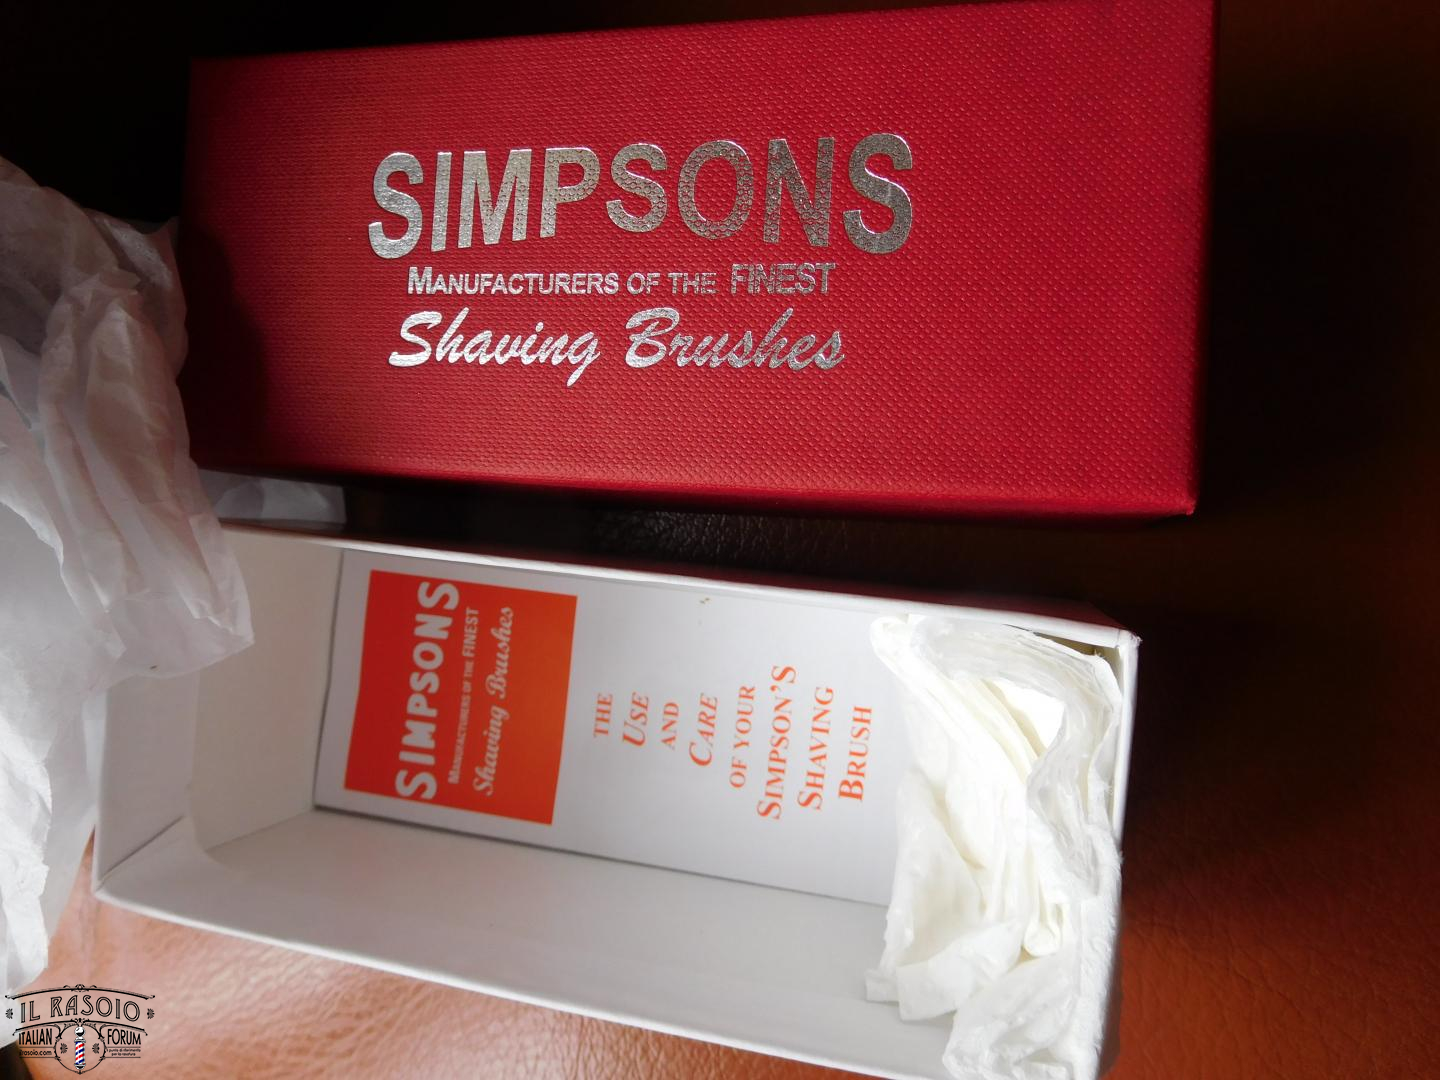 SIMPSONS
MANUFACTURERS OF THE FINEST
Shaving Brushes
SIMPSONS
MANUFACTURERS OF THE FINEST
Shaving Brushes
THE
USE
AND
CARE
OF YOUR
SIMPSON'S
SHAVING
BRUSH
IL RASOIO
ITALIAN FORUM